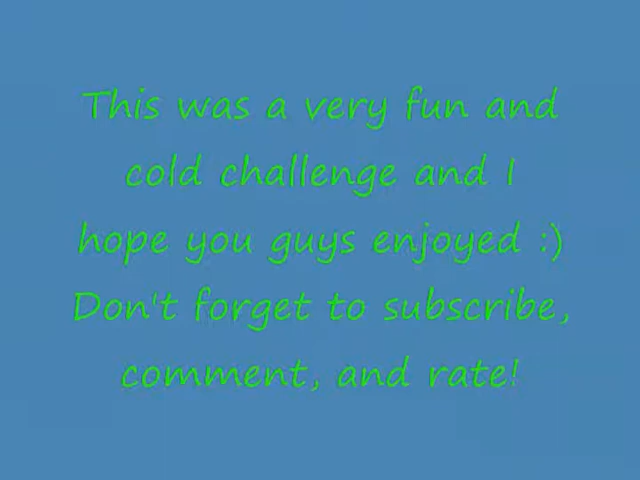 This was a very fun and
cold challenge and I
hope you guys enjoyed :)
Don't forget to subscribe,
comment, and rate!